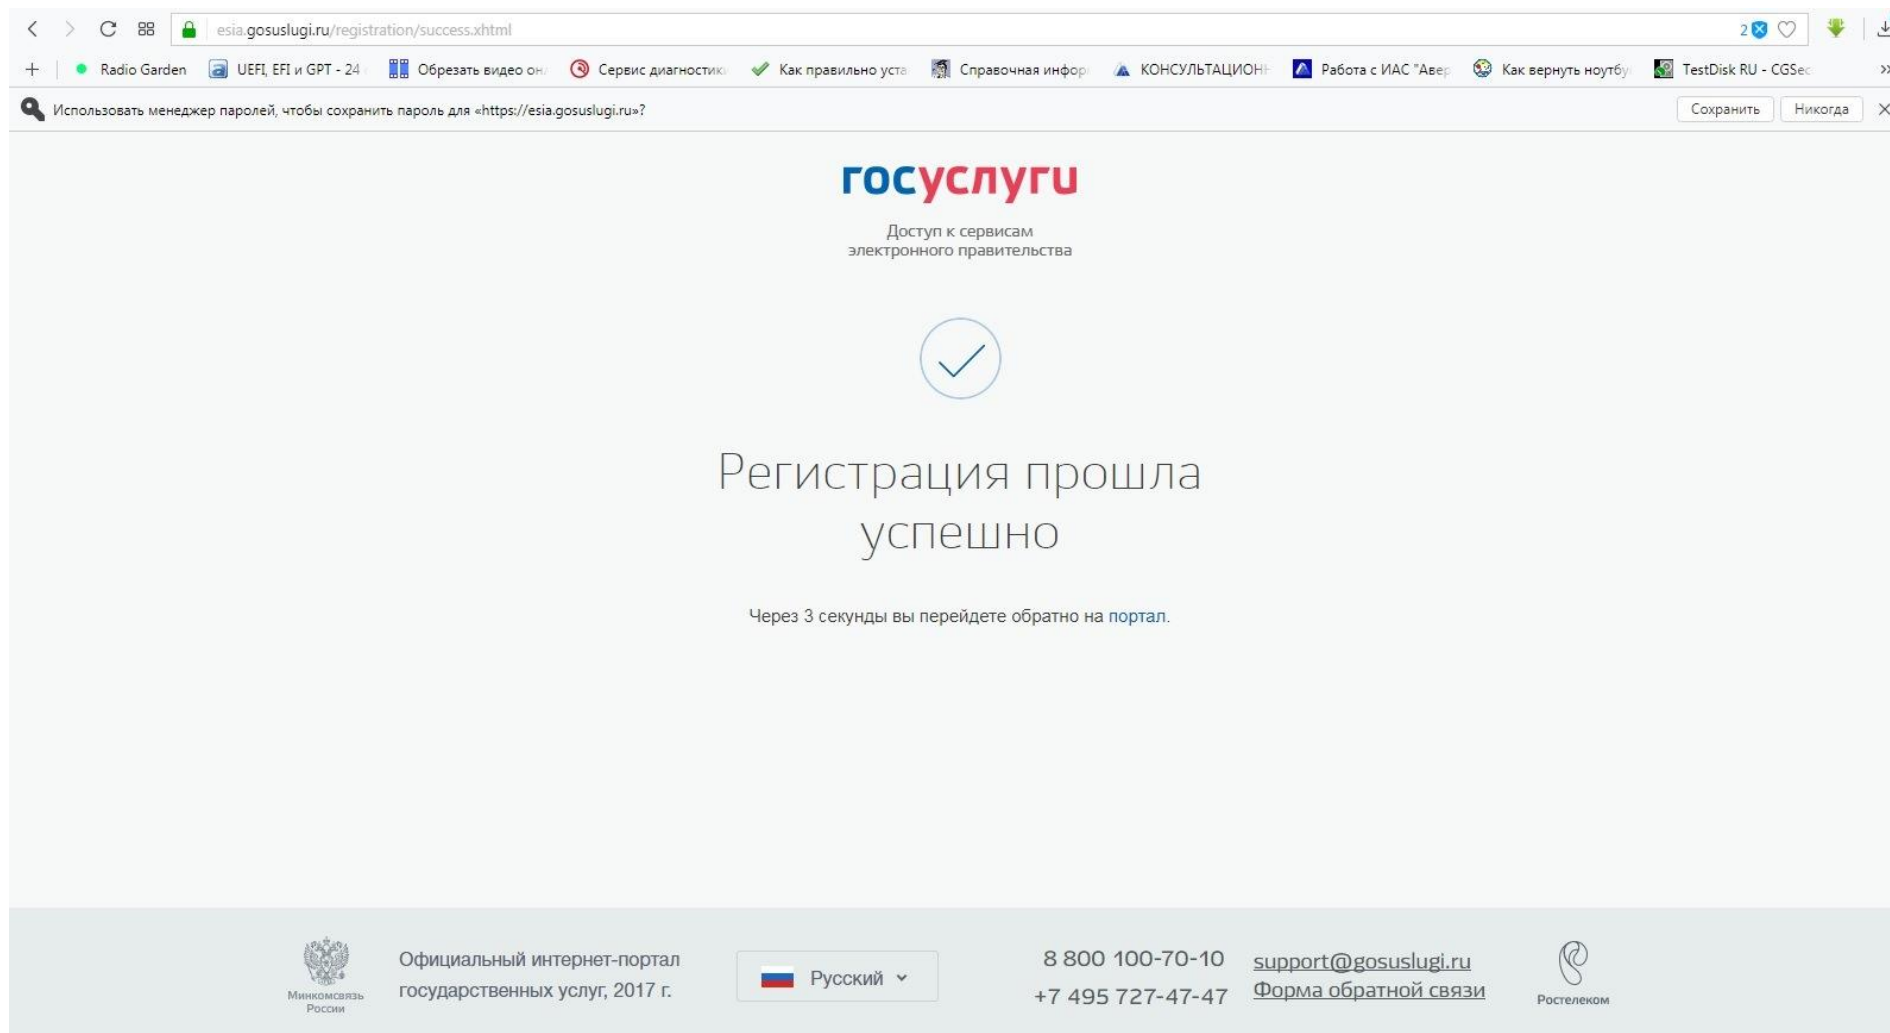 esia.gosuslugi.ru/registration/success.xhtml
2
Radio Garden
UEFI, EFI и GPT - 24
Обрезать видео он
Сервис диагностик
Как правильно уста
Справочная инфор
КОНСУЛЬТАЦИОН
Работа с ИАС "Авер
Как вернуть ноутбу
TestDisk RU - CGSec
Использовать менеджер паролей, чтобы сохранить пароль для «https://esia.gosuslugi.ru»?
Сохранить
Никогда
госуслуги
Доступ к сервисам
электронного правительства
Регистрация прошла
успешно
Через 3 секунды вы перейдете обратно на портал.
Минкомсвязь
России
Официальный интернет-портал
государственных услуг, 2017 г.
Русский
8 800 100-70-10
+7 495 727-47-47
support@gosuslugi.ru
Форма обратной связи
Ростелеком